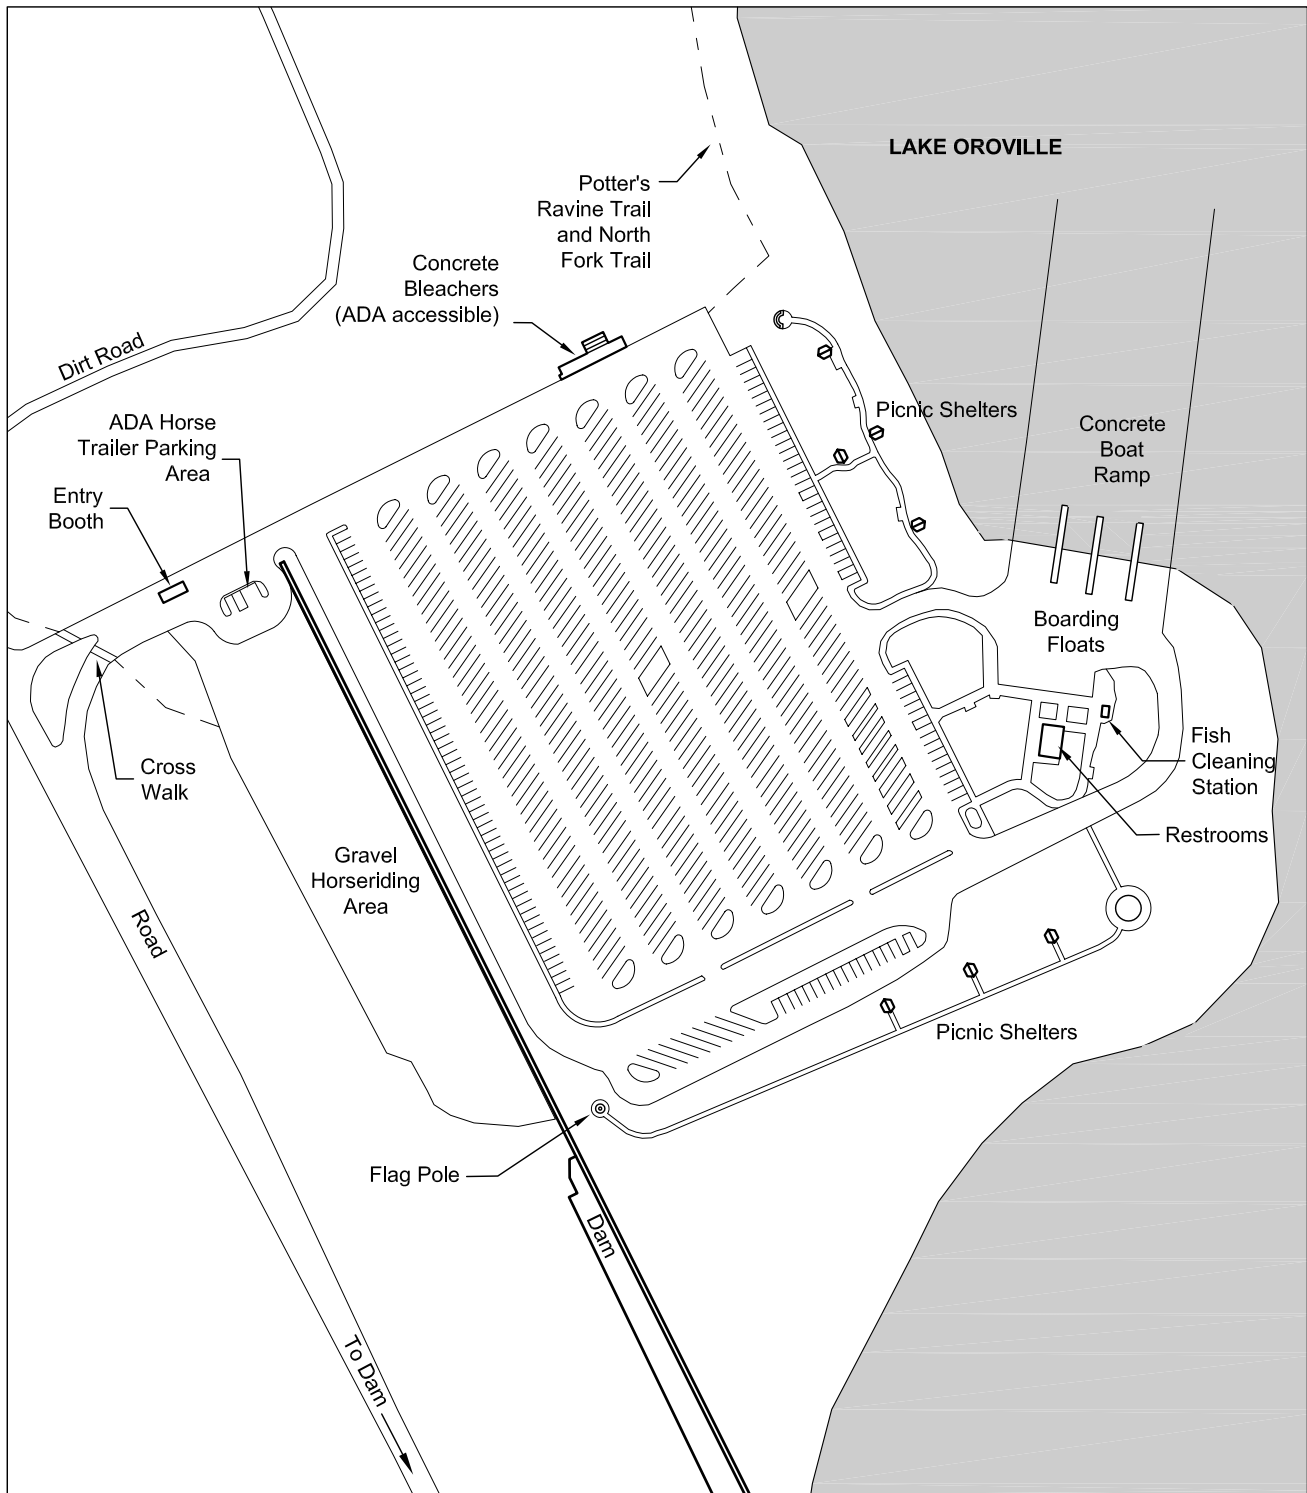 LAKE OROVILLE
Potter's
Ravine Trail
and North
Fork Trail
Concrete
Bleachers
(ADA accessible)
Dirt Road
ADA Horse
Trailer Parking
Area
Entry
Booth
Picnic Shelters
Concrete
Boat
Ramp
Boarding
Floats
Cross
Walk
Fish
Cleaning
Station
Restrooms
Gravel
Horseriding
Area
Road
Picnic Shelters
Flag Pole
Dam
To Dam